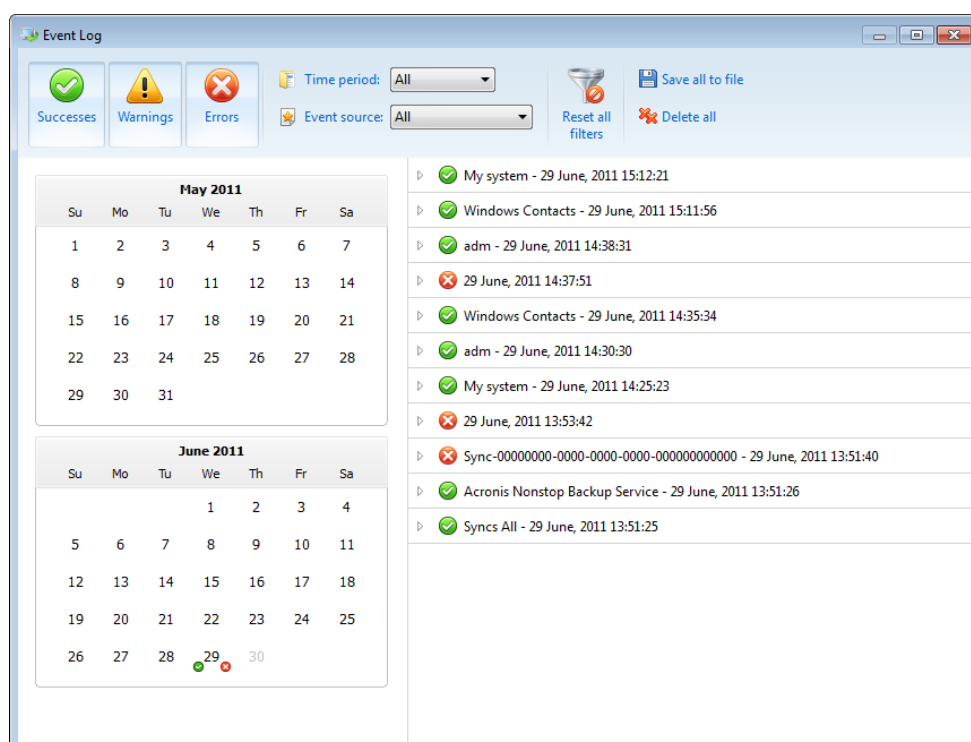 Event Log
Successes
Warnings
Errors
Time period: All
Event source: All
Reset all
filters
Save all to file
Delete all
May 2011
Su Mo Tu We Th Fr Sa
1 2 3 4 5 6 7
8 9 10 11 12 13 14
15 16 17 18 19 20 21
22 23 24 25 26 27 28
29 30 31
June 2011
Su Mo Tu We Th Fr Sa
1 2 3 4
5 6 7 8 9 10 11
12 13 14 15 16 17 18
19 20 21 22 23 24 25
26 27 28 29 30
My system - 29 June, 2011 15:12:21
Windows Contacts - 29 June, 2011 15:11:56
adm - 29 June, 2011 14:38:31
29 June, 2011 14:37:51
Windows Contacts - 29 June, 2011 14:35:34
adm - 29 June, 2011 14:30:30
My system - 29 June, 2011 14:25:23
29 June, 2011 13:53:42
Sync-00000000-0000-0000-0000-000000000000 - 29 June, 2011 13:51:40
Acronis Nonstop Backup Service - 29 June, 2011 13:51:26
Syncs All - 29 June, 2011 13:51:25